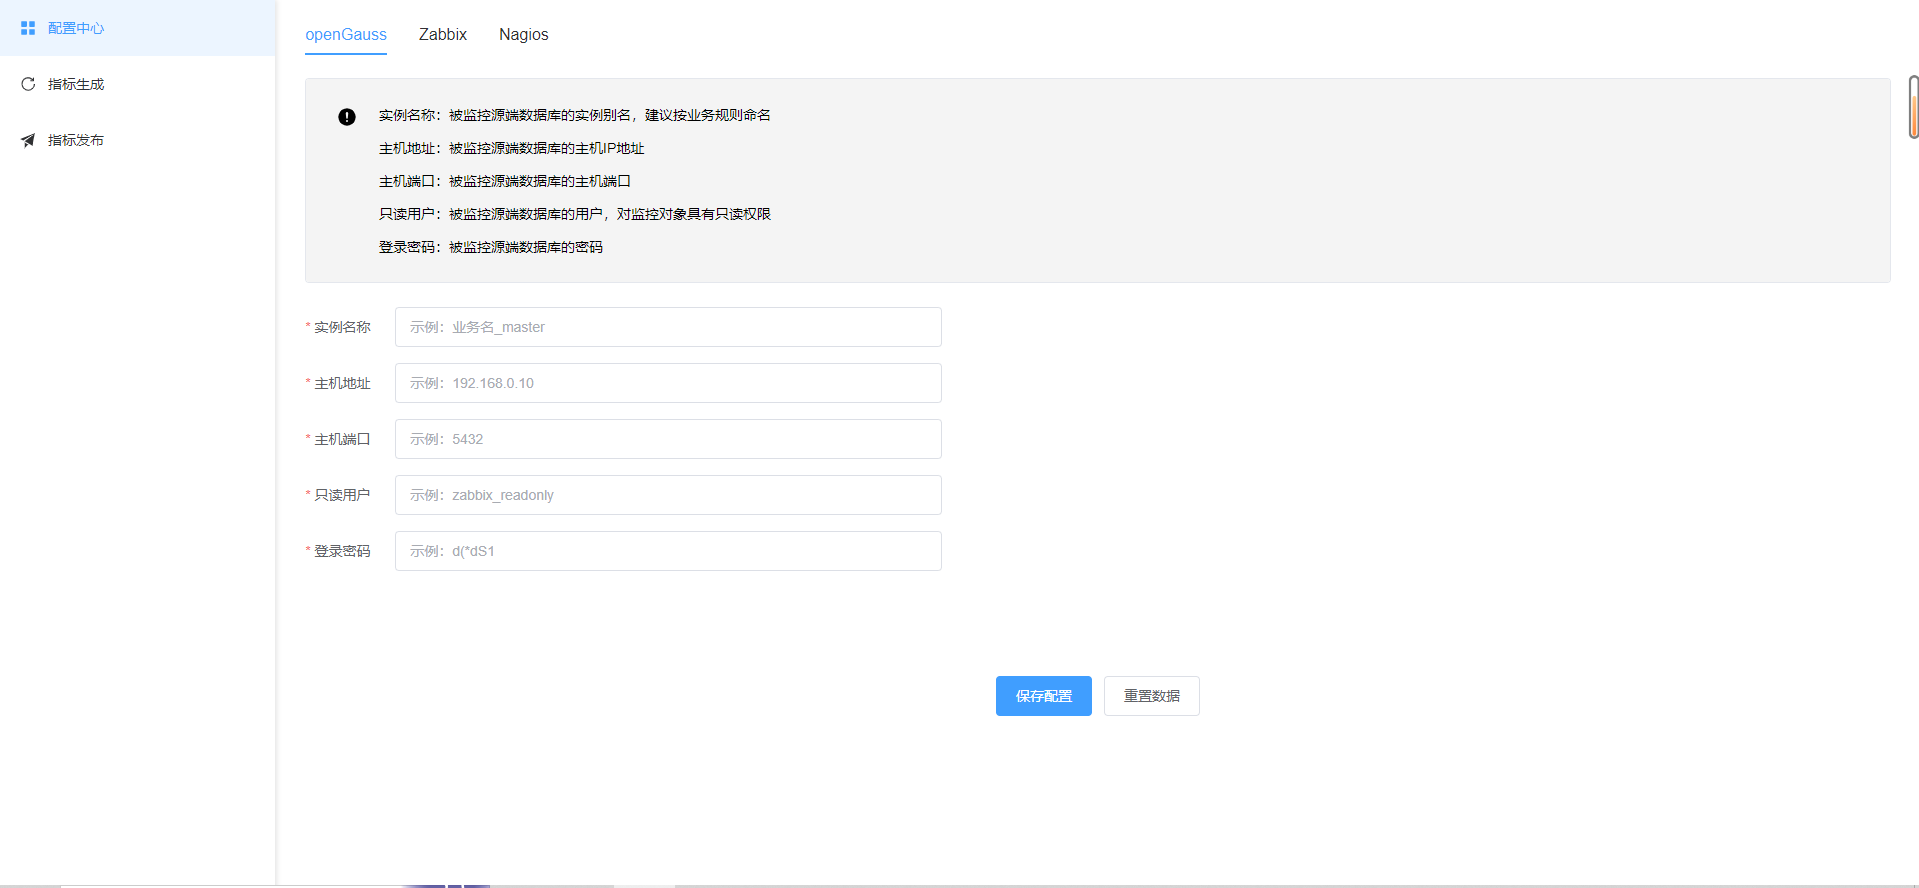 配置中心
指标生成
指标发布
openGauss Zabbix Nagios
实例名称：被监控源端数据库的实例别名，建议按业务规则命名
主机地址：被监控源端数据库的主机IP地址
主机端口：被监控源端数据库的主机端口
只读用户：被监控源端数据库的用户，对监控对象具有只读权限
登录密码：被监控源端数据库的密码
* 实例名称 示例：业务名_master
* 主机地址 示例：192.168.0.10
* 主机端口 示例：5432
* 只读用户 示例：zabbix_readonly
* 登录密码 示例：d(*dS1
保存配置 重置数据